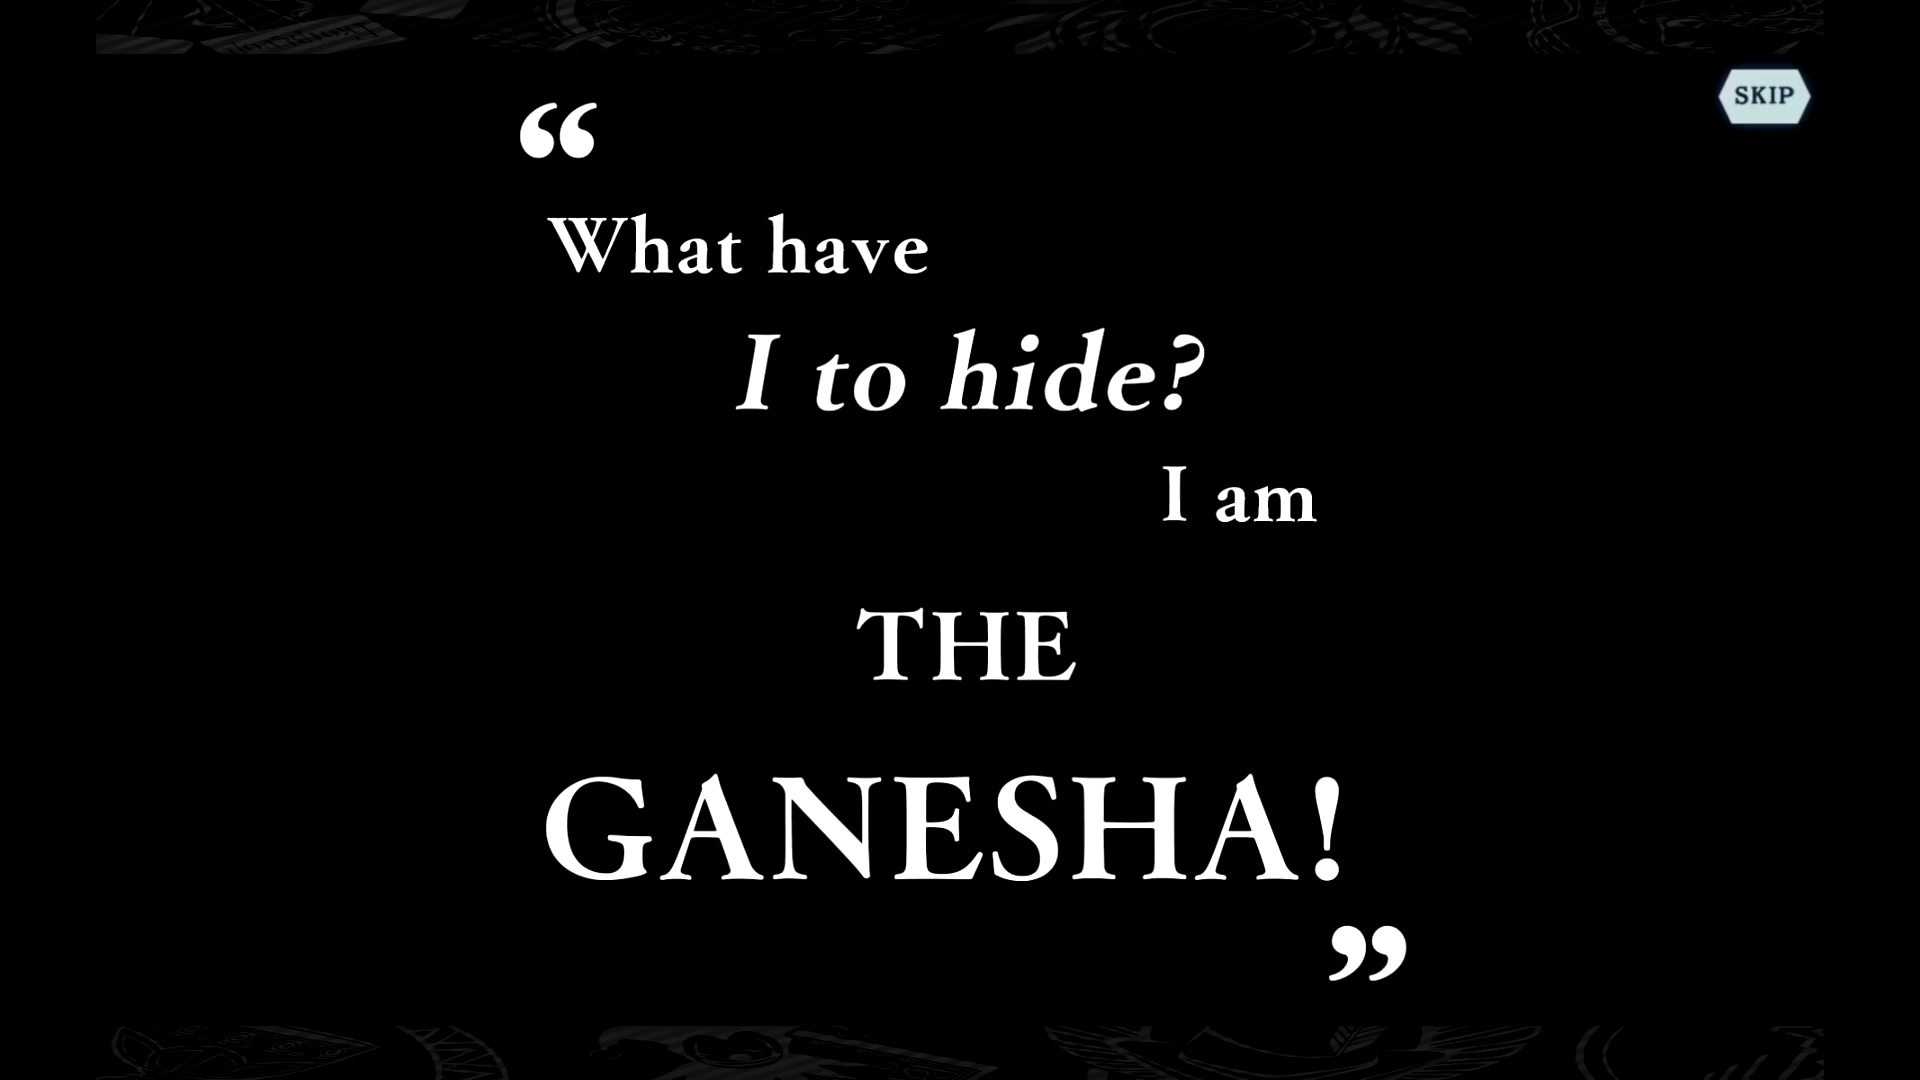 SKIP
“
What have
I to hide?
I am
THE
GANESHA!
”